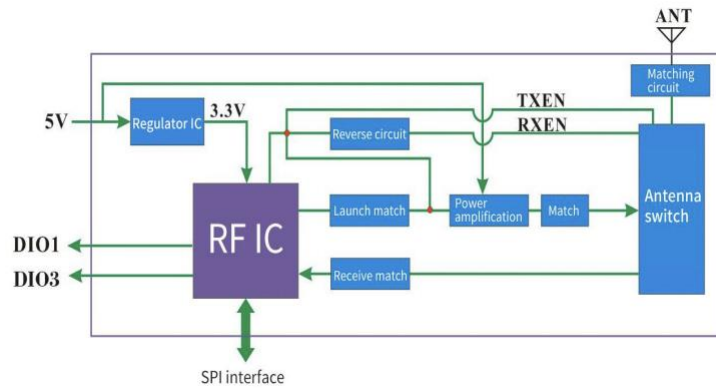 ANT
Matching
circuit
TXEN
RXEN
5V
Regulator IC
3.3V
Reverse circuit
Launch match
Power
amplification
Match
Antenna
switch
RF IC
DIO1
DIO3
Receive match
SPI interface